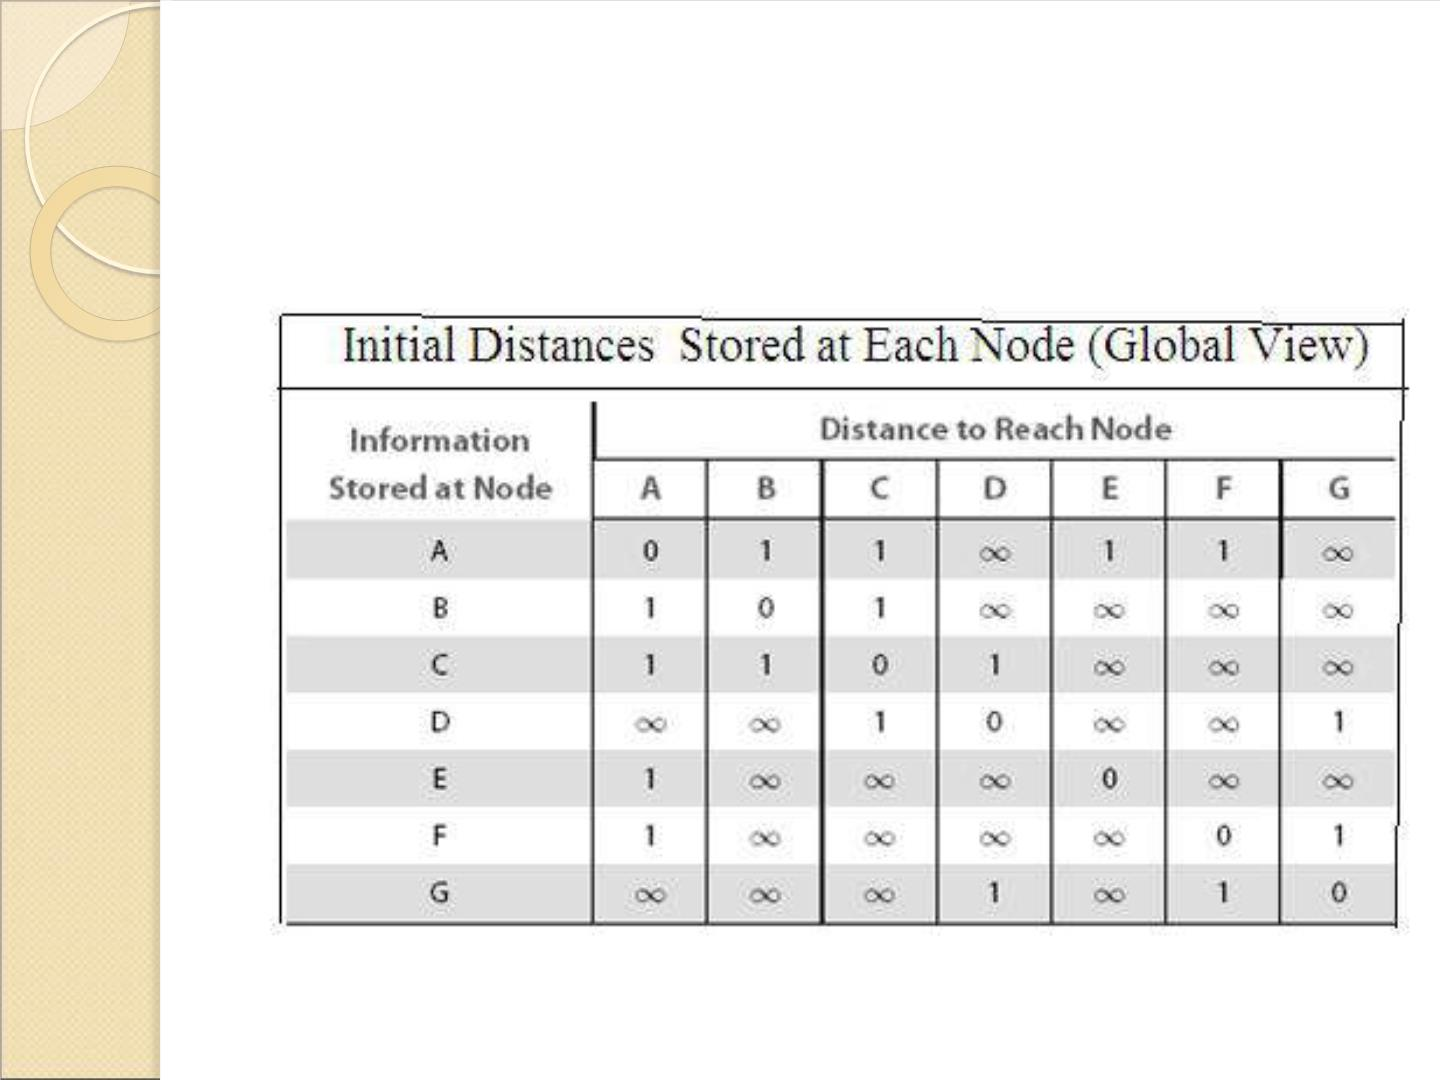 Initial Distances Stored at Each Node (Global View)
Information Stored at Node
Distance to Reach Node
A B C D E F G
A 0 1 1 ∞ 1 1 ∞
B 1 0 1 ∞ ∞ ∞ ∞
C 1 1 0 1 ∞ ∞ ∞
D ∞ ∞ 1 0 ∞ ∞ 1
E 1 ∞ ∞ ∞ 0 ∞ ∞
F 1 ∞ ∞ ∞ ∞ 0 1
G ∞ ∞ ∞ 1 ∞ 1 0